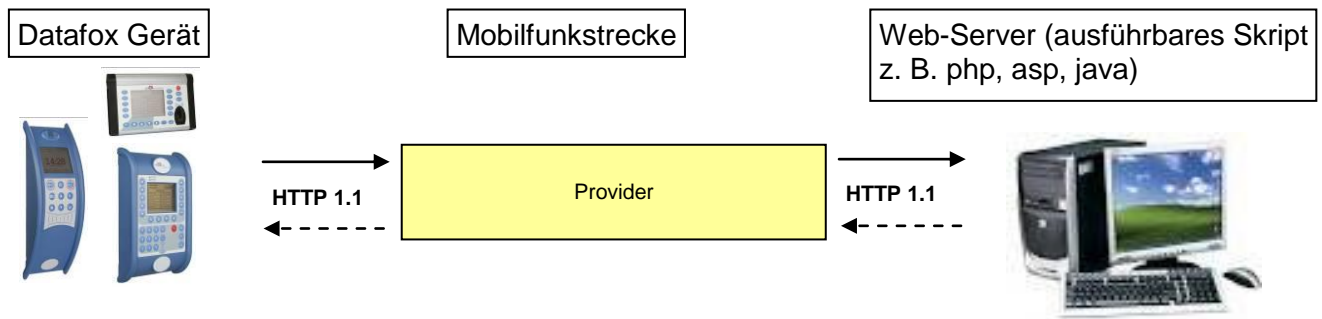 Datafox Gerät
Mobilfunkstrecke
Web-Server (ausführbares Skript
z. B. php, asp, java)
HTTP 1.1
Provider
HTTP 1.1